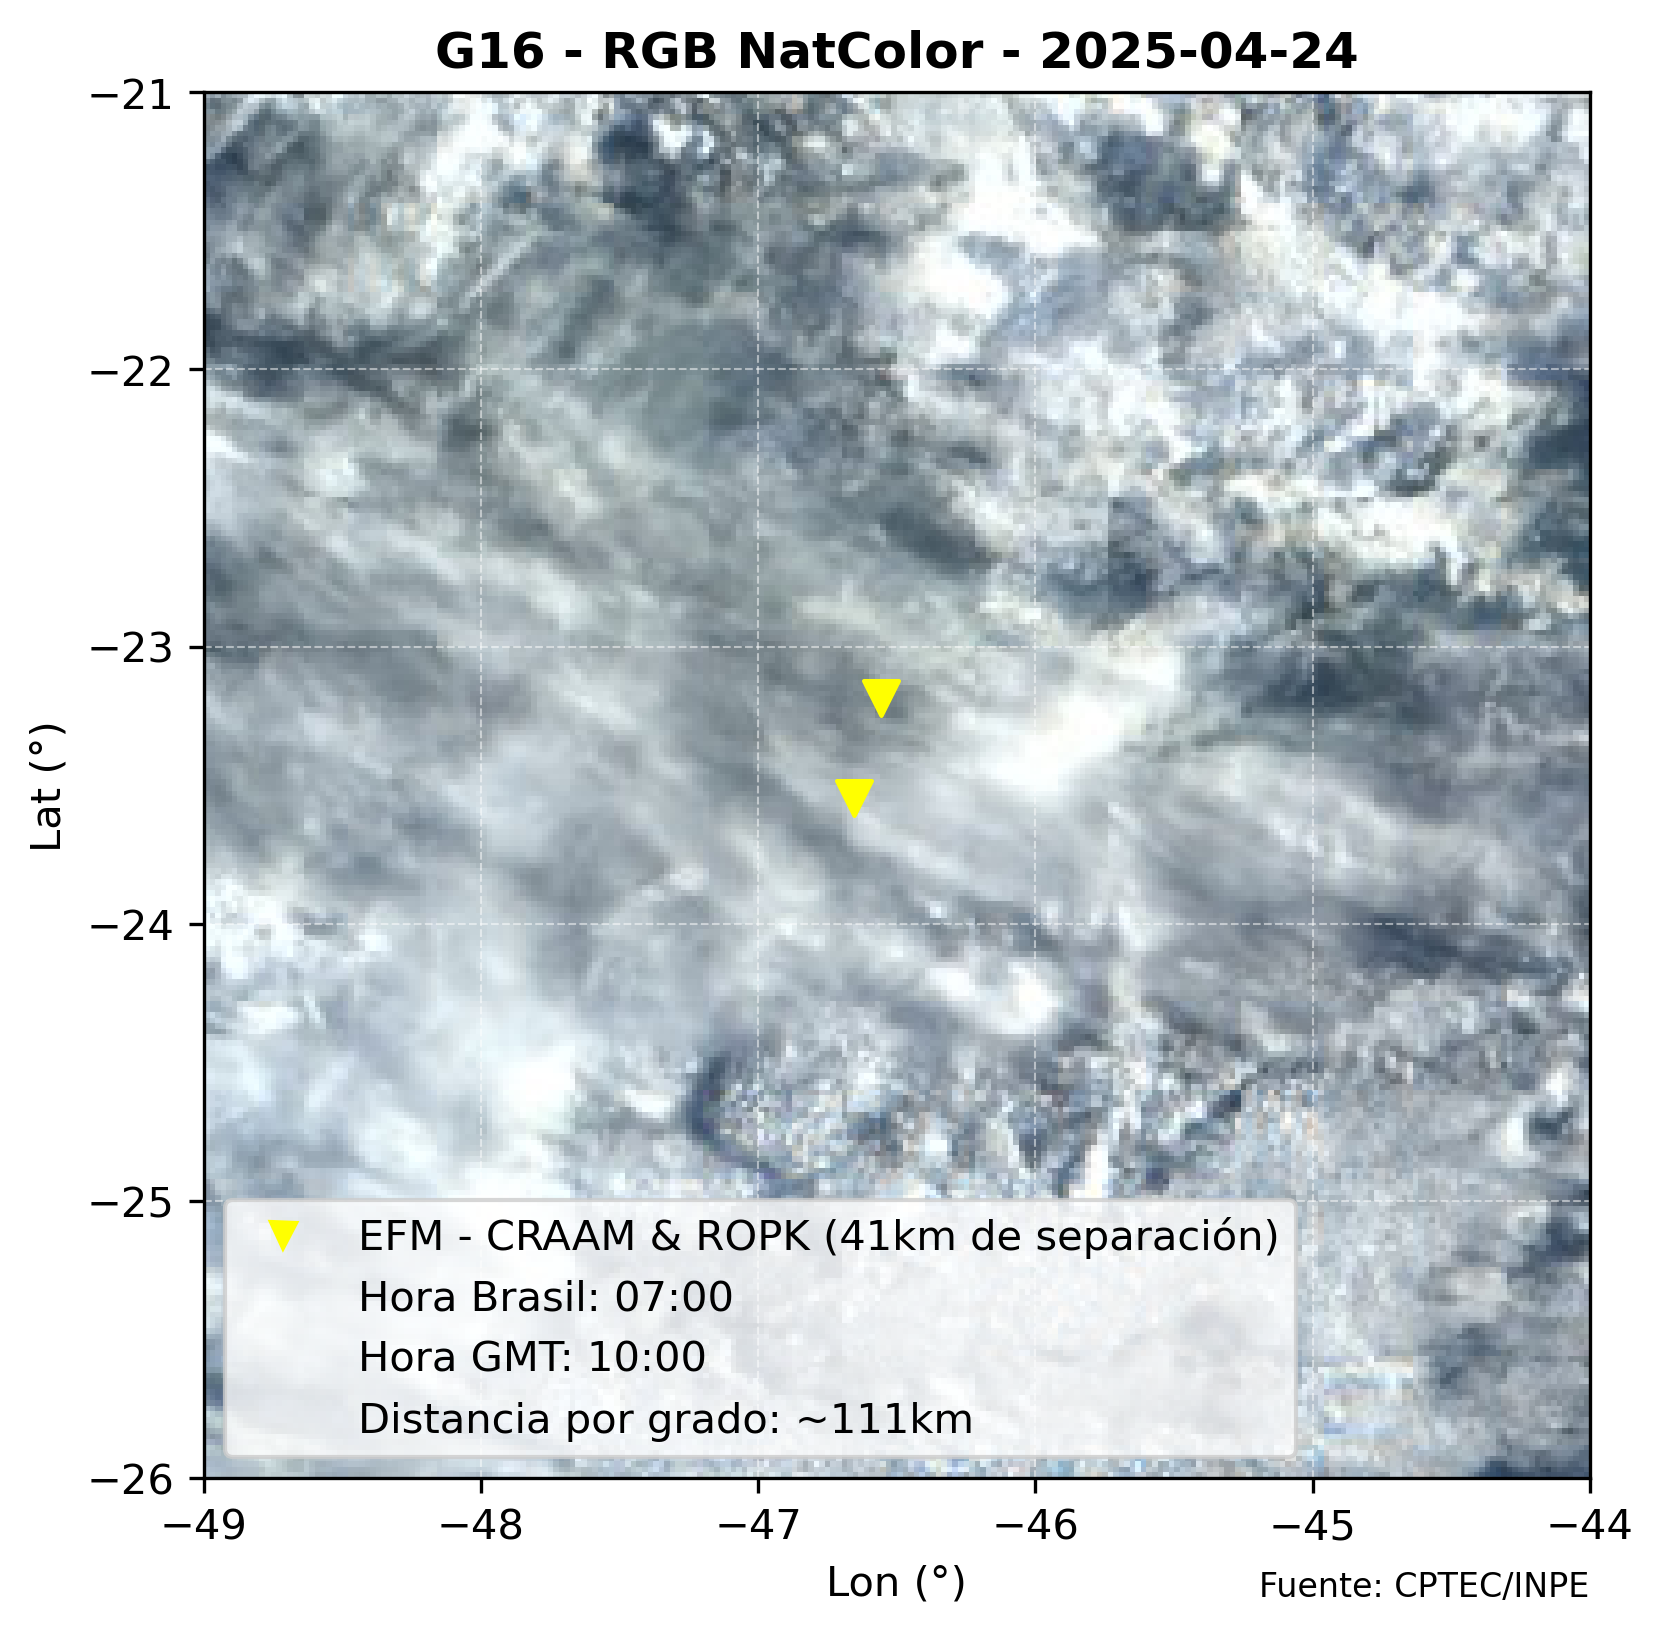 G16 - RGB NatColor - 2025-04-24
−21
−22
−23
−24
−25
−26
Lat (°)
EFM - CRAAM & ROPK (41km de separación)
Hora Brasil: 07:00
Hora GMT: 10:00
Distancia por grado: ~111km
−49 −48 −47 −46 −45 −44
Lon (°)
Fuente: CPTEC/INPE